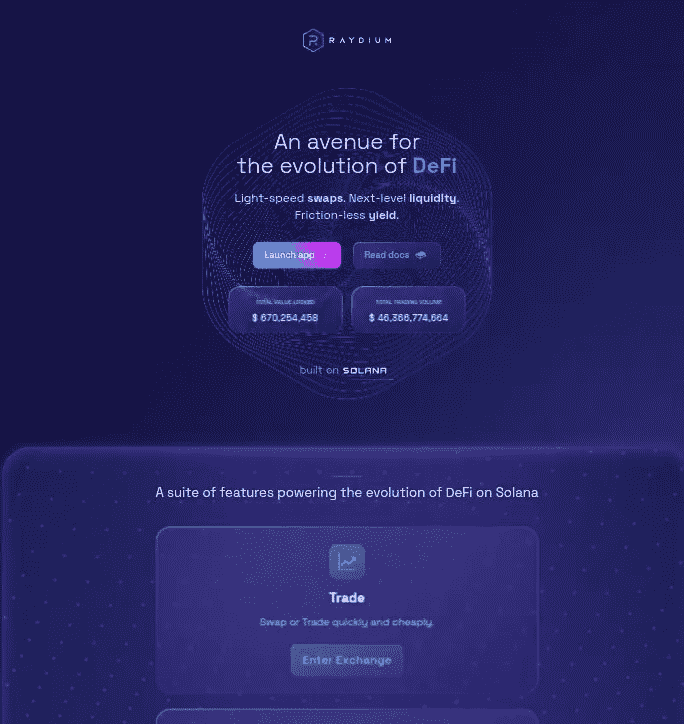 RAYDIUM
An avenue for
the evolution of DeFi
Light-speed swaps. Next-level liquidity.
Friction-less yield.
Launch app
Read docs
TOTAL VALUE LOCKED
TOTAL TRADING VOLUME
$ 670,254,458
$ 46,366,774,664
built on SOLANA
A suite of features powering the evolution of DeFi on Solana
Trade
Swap or Trade quickly and cheaply.
Enter Exchange